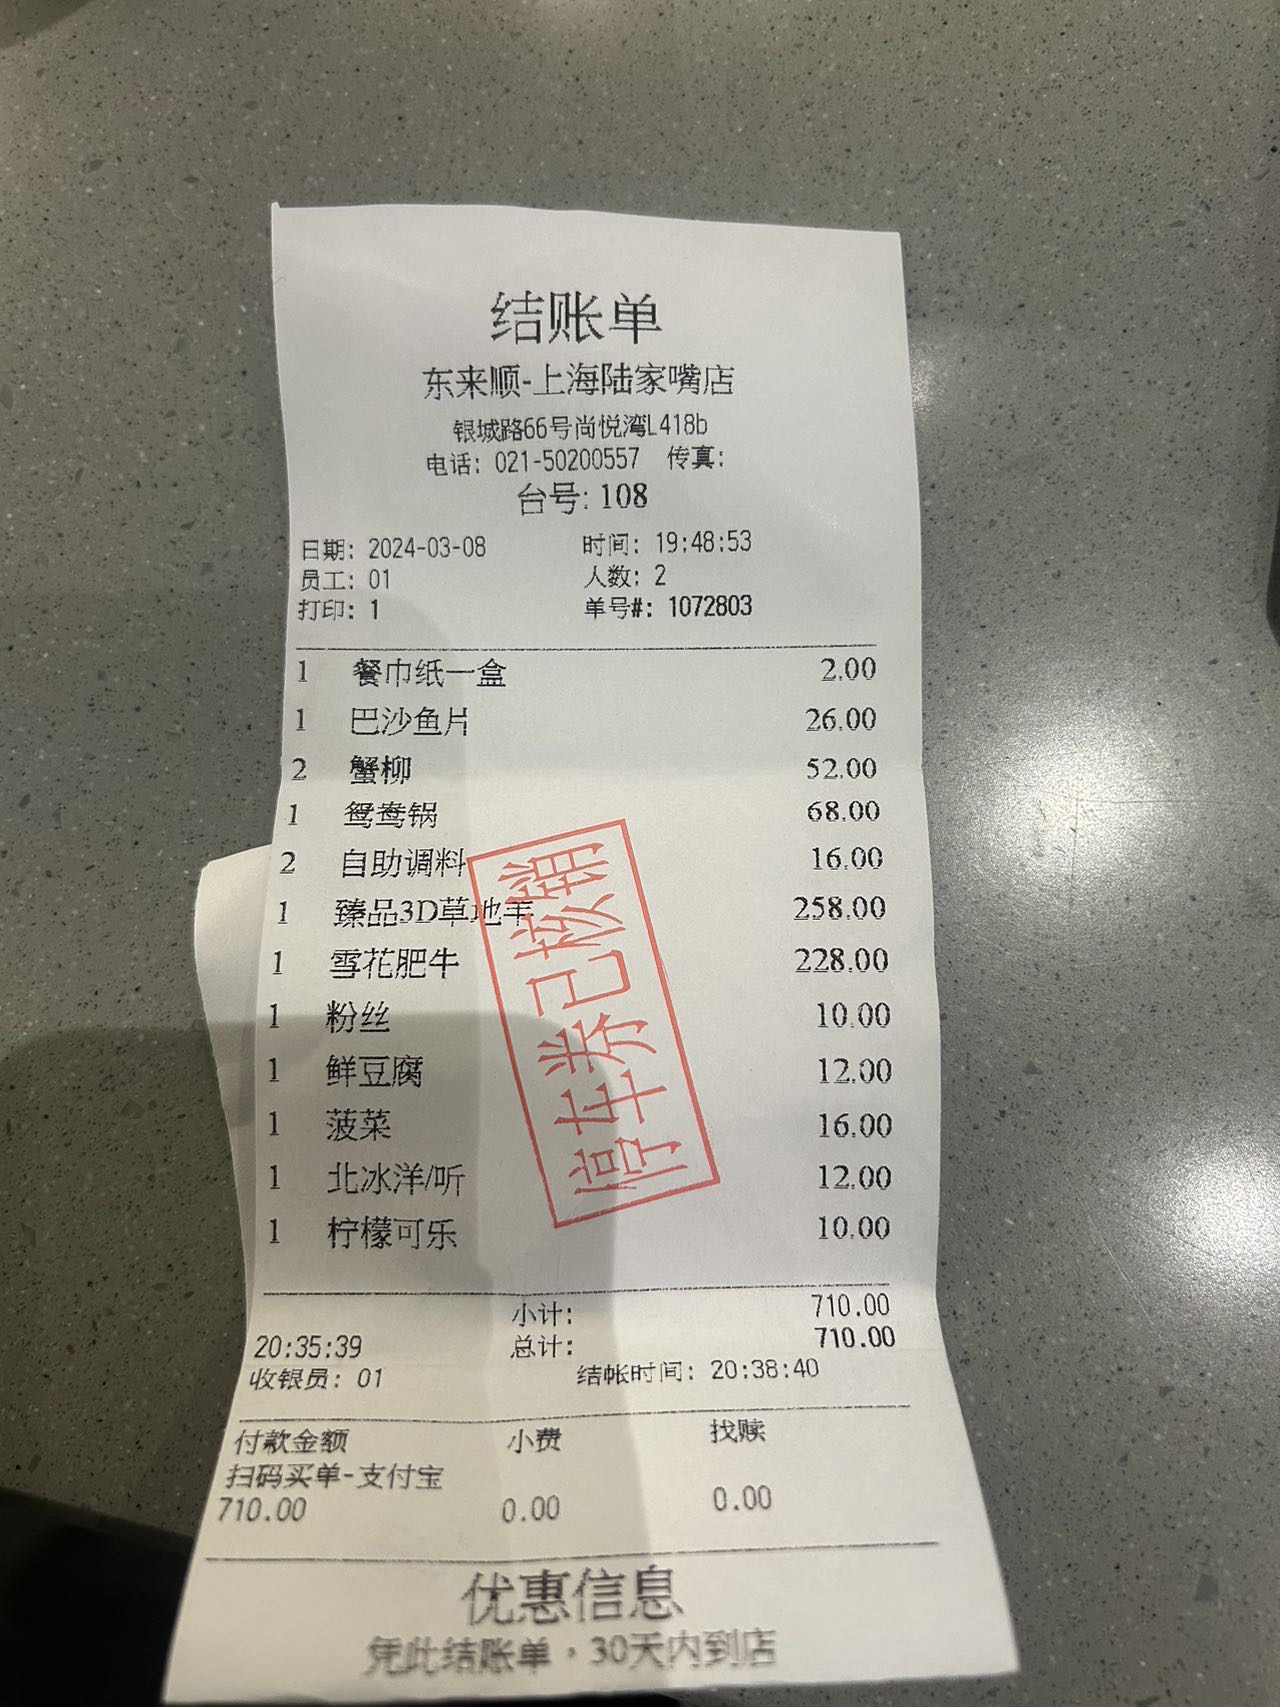 结账单
东来顺-上海陆家嘴店
银城路66号尚悦湾L418b
电话: 021-50200557 传真:
台号: 108
日期: 2024-03-08 时间: 19:48:53
员工: 01 人数: 2
打印: 1 单号#: 1072803
1 餐巾纸一盒 2.00
1 巴沙鱼片 26.00
2 蟹柳 52.00
1 鸳鸯锅 68.00
2 自助调料 16.00
1 臻品3D草地羊 258.00
1 雪花肥牛 228.00
1 粉丝 10.00
1 鲜豆腐 12.00
1 菠菜 16.00
1 北冰洋/听 12.00
1 柠檬可乐 10.00
停车券已核销
小计: 710.00
20:35:39 总计: 710.00
收银员: 01 结帐时间: 20:38:40
付款金额 小费 找赎
扫码买单-支付宝
710.00 0.00 0.00
优惠信息
凭此结账单，30天内到店